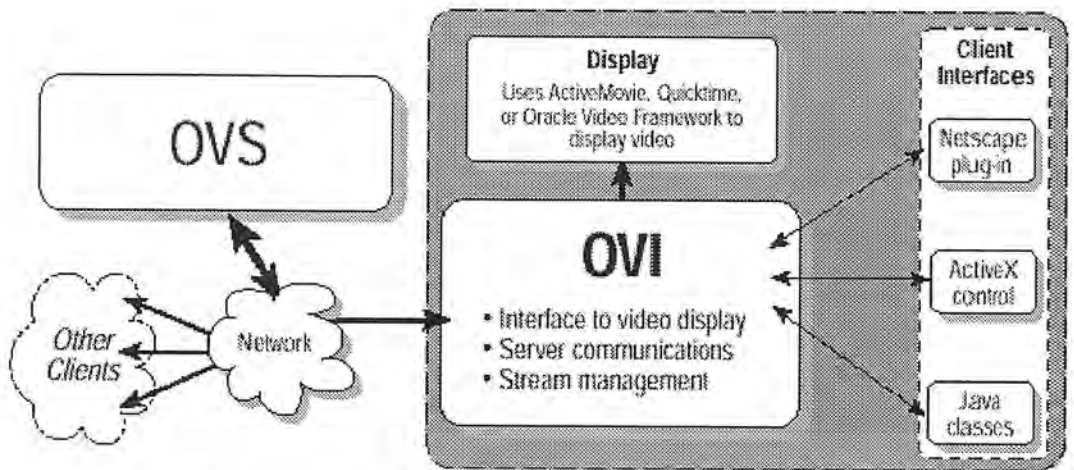 OVS
Other
Clients
Network
Display
Uses ActiveMovie, Quicktime,
or Oracle Video Framework to
display video
OVI
• Interface to video display
• Server communications
• Stream management
Client
Interfaces
Netscape
plug-in
ActiveX
control
Java
classes